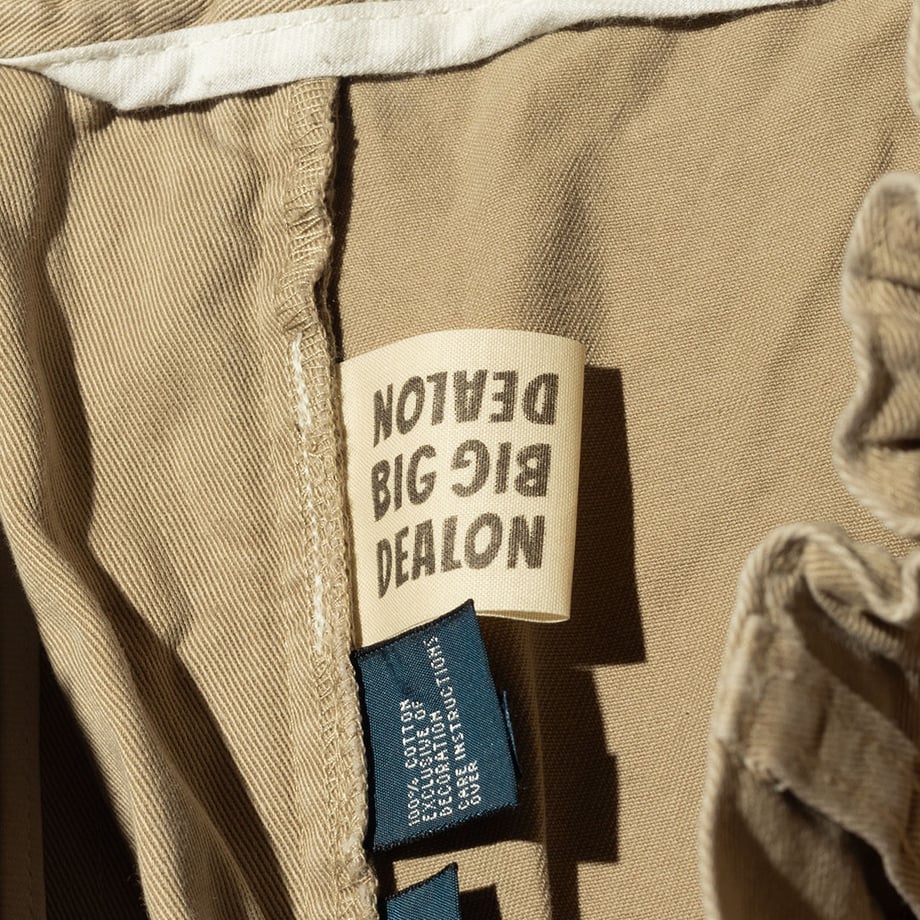 DEALON
BIG BIG
DEALON
100% COTTON
EXCLUSIVE OF
DECORATION
CARE INSTRUCTIONS
OVER